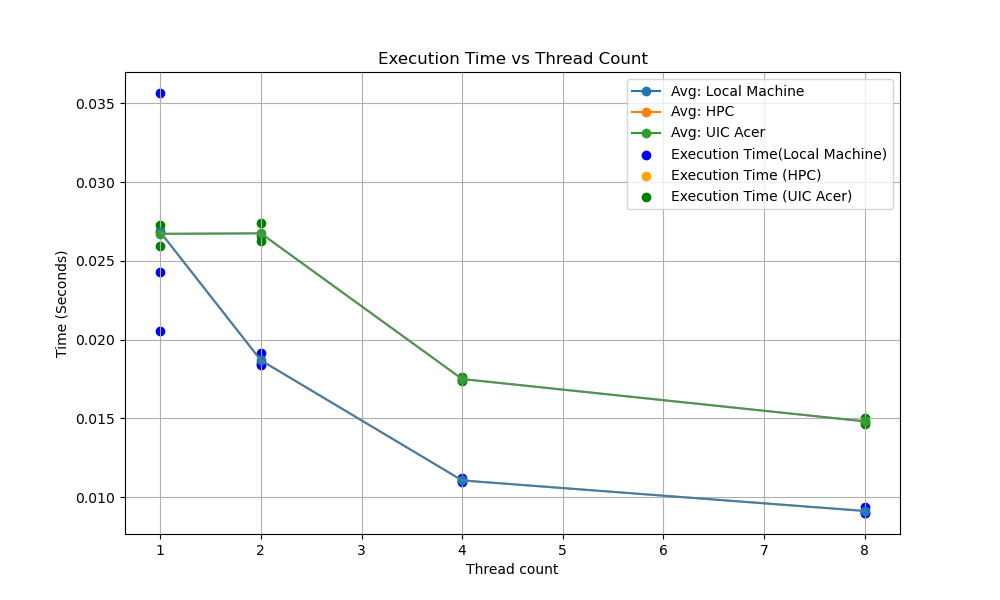 Execution Time vs Thread Count
Avg: Local Machine
Avg: HPC
Avg: UIC Acer
Execution Time(Local Machine)
Execution Time (HPC)
Execution Time (UIC Acer)
Time (Seconds)
0.035
0.030
0.025
0.020
0.015
0.010
1 2 3 4 5 6 7 8
Thread count